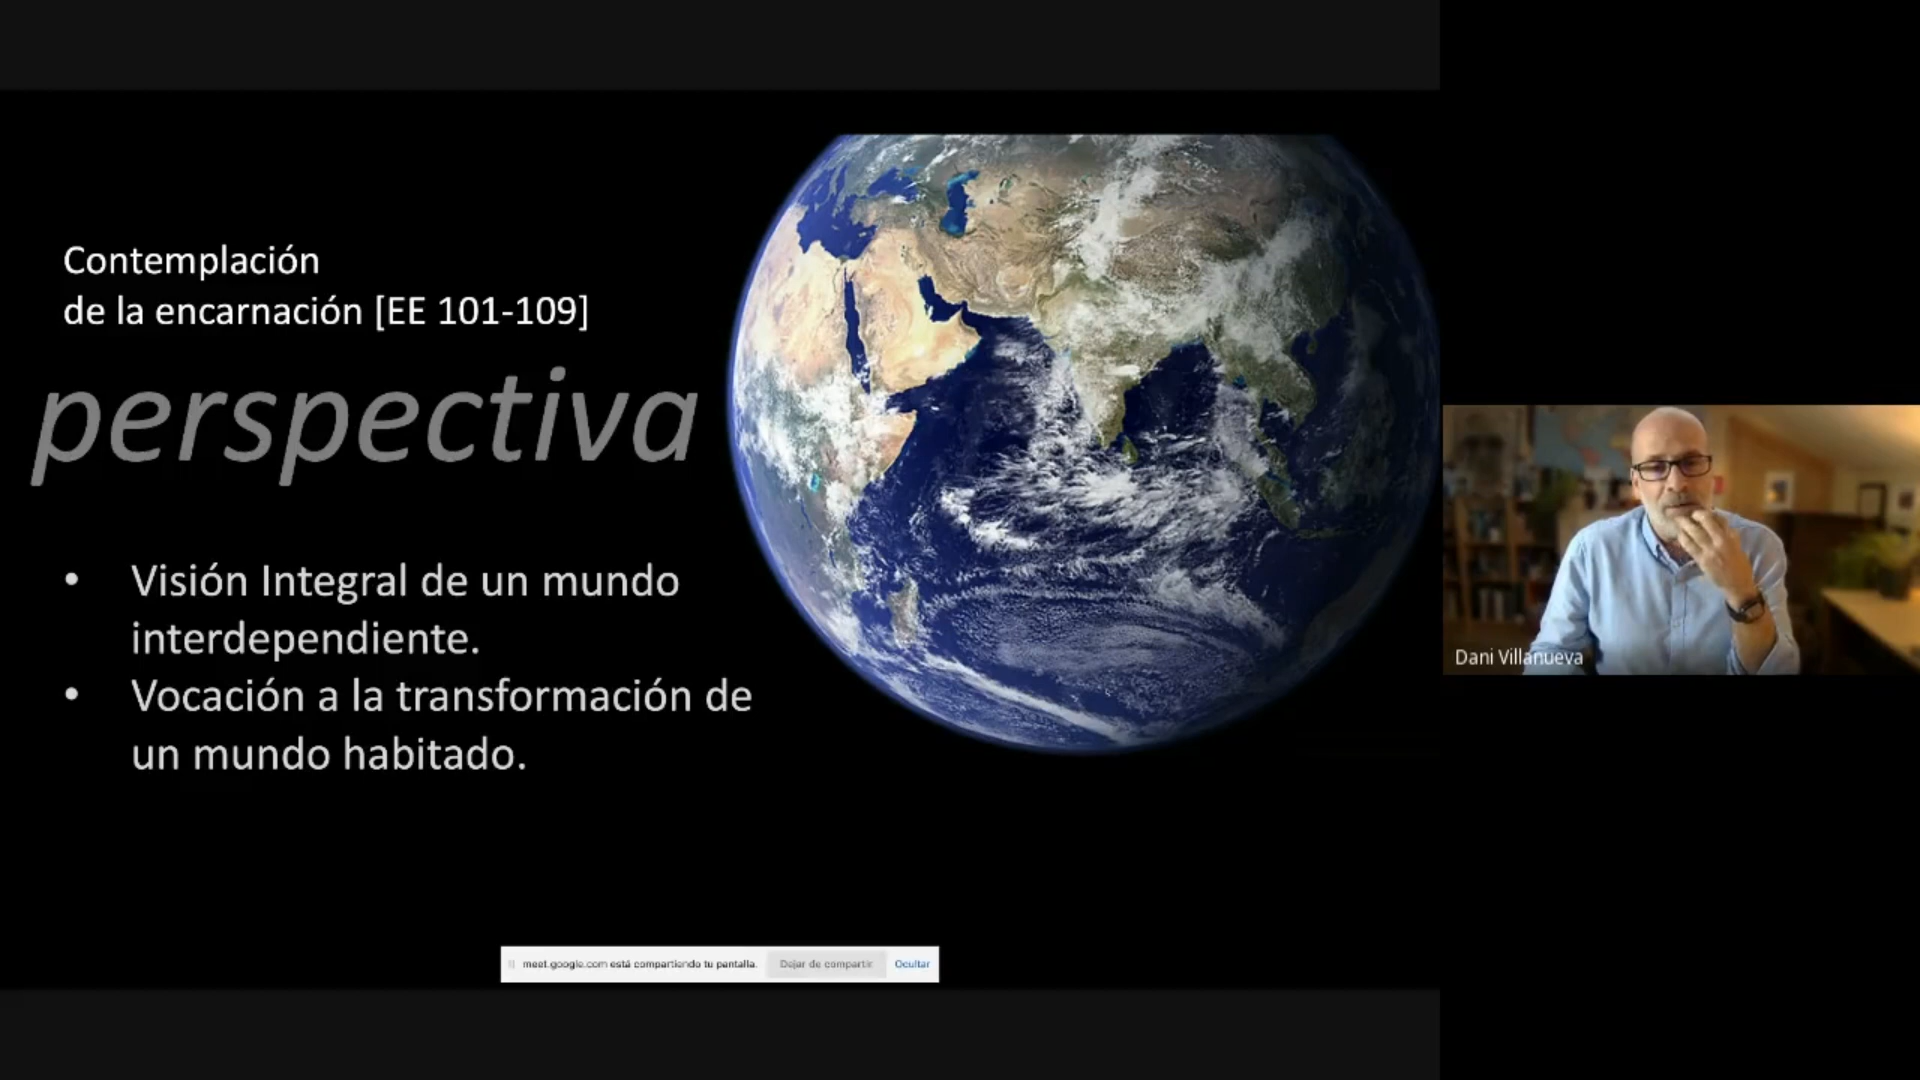 Contemplación
de la encarnación [EE 101-109]
perspectiva
• Visión Integral de un mundo
interdependiente.
• Vocación a la transformación de
un mundo habitado.
Dani Villanueva
meet.google.com está compartiendo tu pantalla. Dejar de compartir Ocultar